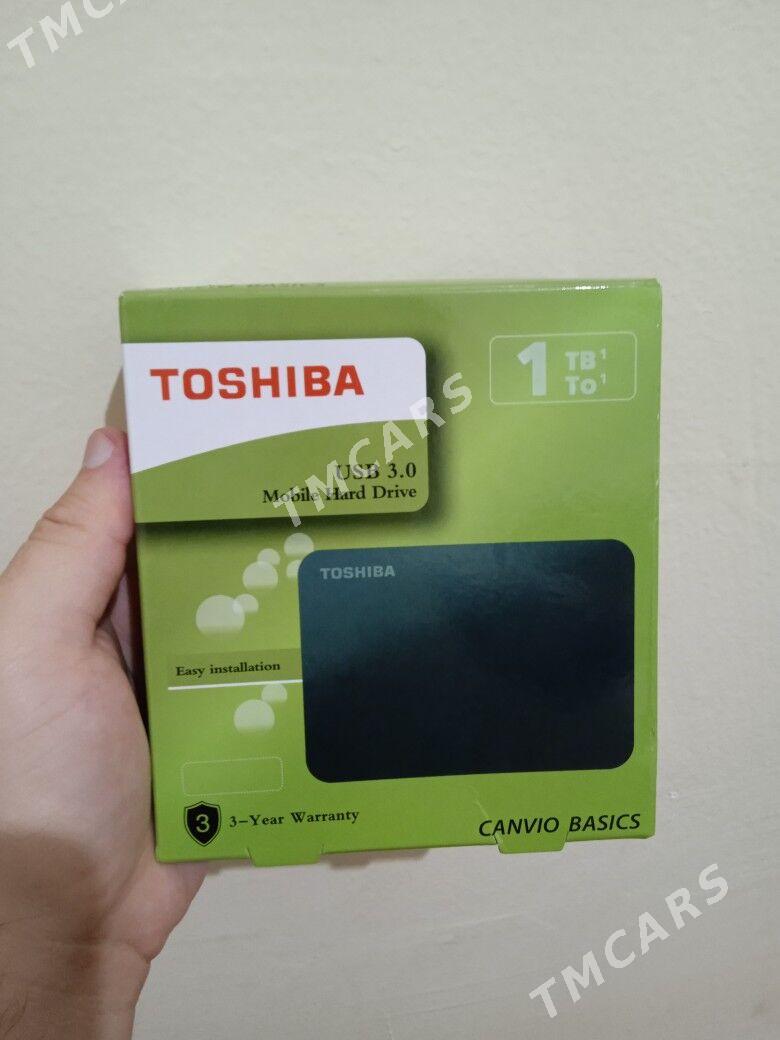 TMCARS
TOSHIBA
1 TB¹
To¹
USB 3.0
Mobile Hard Drive
TMCARS
TOSHIBA
Easy installation
3
3-Year Warranty
CANVIO BASICS
TMCARS